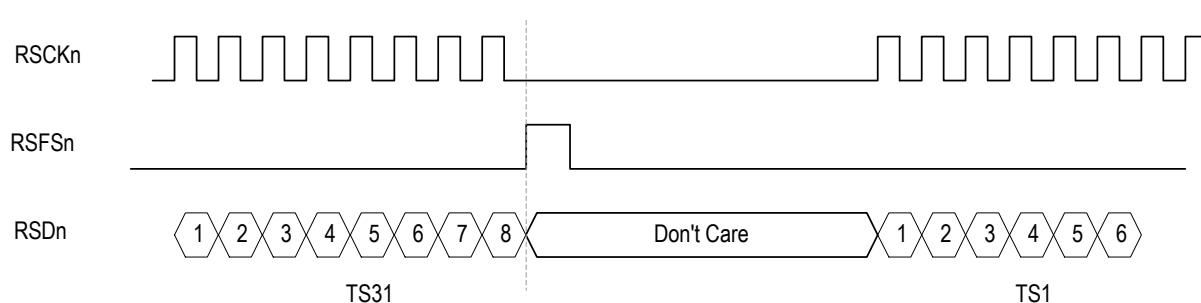 RSCKn
RSFSn
RSDn 1 2 3 4 5 6 7 8 Don't Care 1 2 3 4 5 6
TS31 TS1